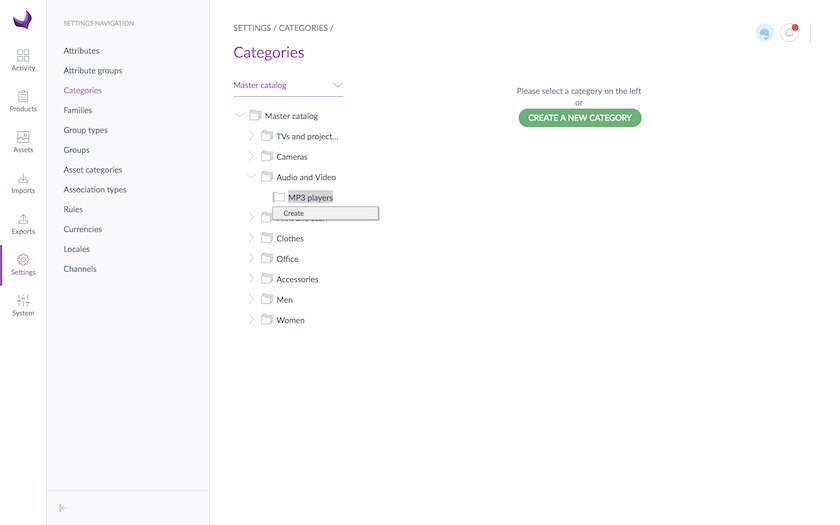 SETTINGS NAVIGATION
Attributes
Attribute groups
Categories
Families
Group types
Groups
Asset categories
Association types
Rules
Currencies
Locales
Channels
Activity
Products
Assets
Imports
Exports
Settings
System
SETTINGS / CATEGORIES /
Categories
Master catalog
Master catalog
TVs and project...
Cameras
Audio and Video
MP3 players
Create
Clothes
Office
Accessories
Men
Women
Please select a category on the left
or
CREATE A NEW CATEGORY